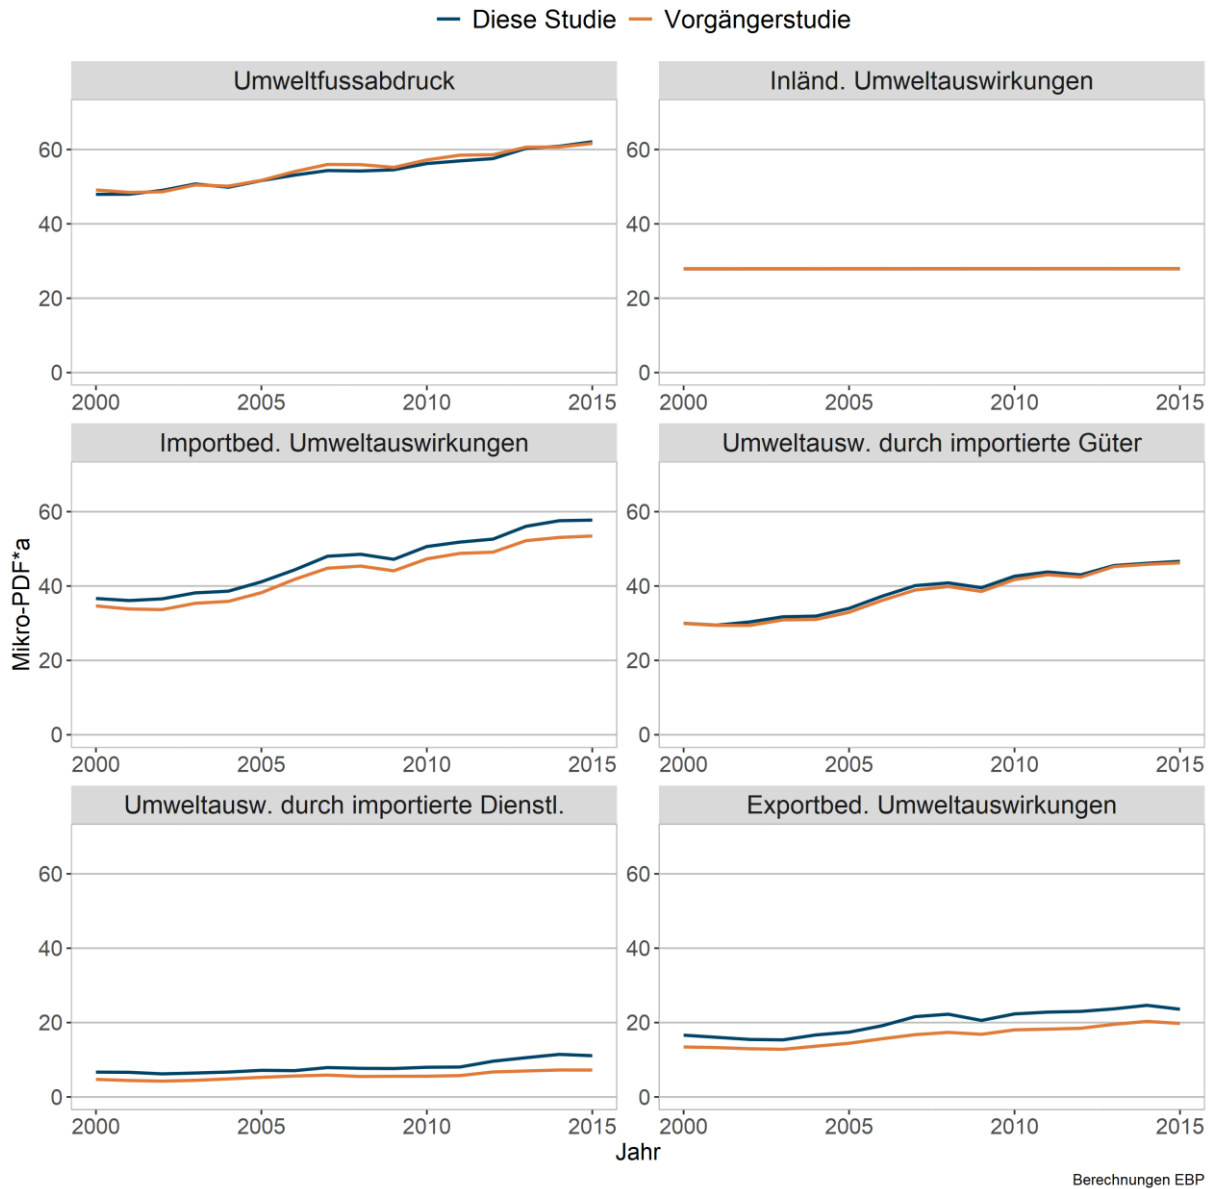 Diese Studie Vorgängerstudie
Umweltfussabdruck Inländ. Umweltauswirkungen
60 60
40 40
20 20
0 0
2000 2005 2010 2015 2000 2005 2010 2015
Importbed. Umweltauswirkungen Umweltausw. durch importierte Güter
60 60
40 40
20 20
0 0
2000 2005 2010 2015 2000 2005 2010 2015
Mikro-PDF*a
Umweltausw. durch importierte Dienstl. Exportbed. Umweltauswirkungen
60 60
40 40
20 20
0 0
2000 2005 2010 2015 2000 2005 2010 2015
Jahr
Berechnungen EBP